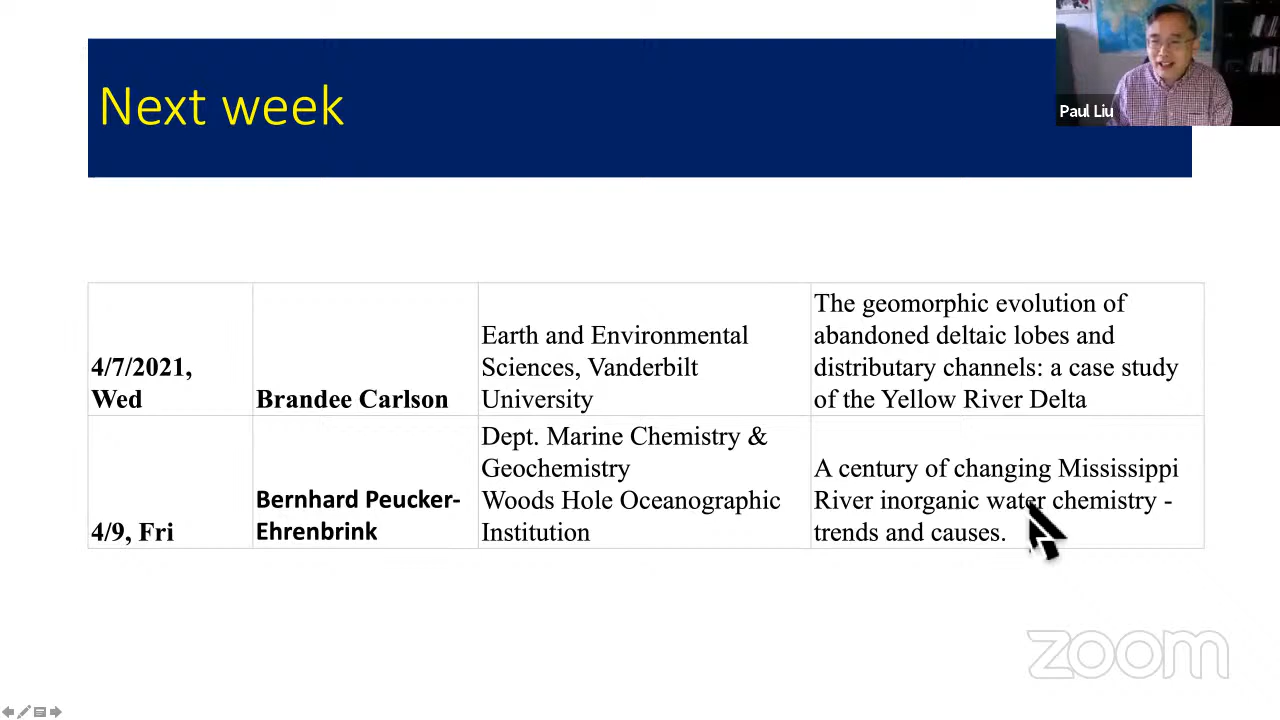 Next week
Paul Liu
4/7/2021,
Wed
Brandee Carlson
Earth and Environmental
Sciences, Vanderbilt
University
The geomorphic evolution of
abandoned deltaic lobes and
distributary channels: a case study
of the Yellow River Delta
4/9, Fri
Bernhard Peucker-
Ehrenbrink
Dept. Marine Chemistry &
Geochemistry
Woods Hole Oceanographic
Institution
A century of changing Mississippi
River inorganic water chemistry -
trends and causes.
zoom